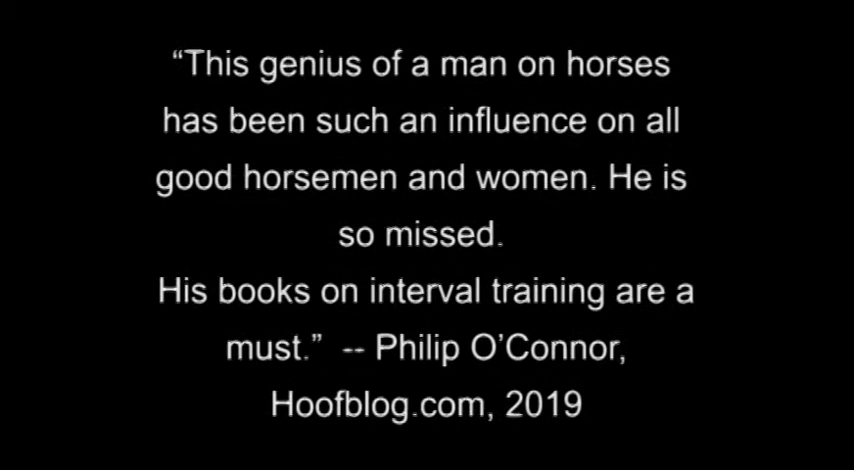 “This genius of a man on horses
has been such an influence on all
good horsemen and women. He is
so missed.
His books on interval training are a
must.”  -- Philip O’Connor,
Hoofblog.com, 2019